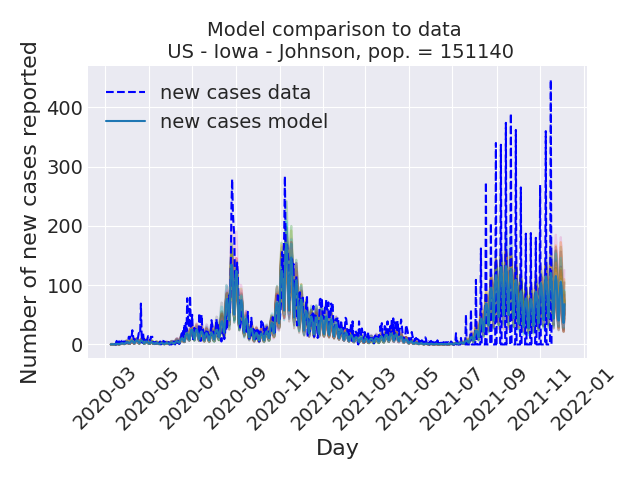 Model comparison to data
US - Iowa - Johnson, pop. = 151140
Number of new cases reported
new cases data
new cases model
400
300
200
100
0
2020-03
2020-05
2020-07
2020-09
2020-11
2021-01
2021-03
2021-05
2021-07
2021-09
2021-11
2022-01
Day